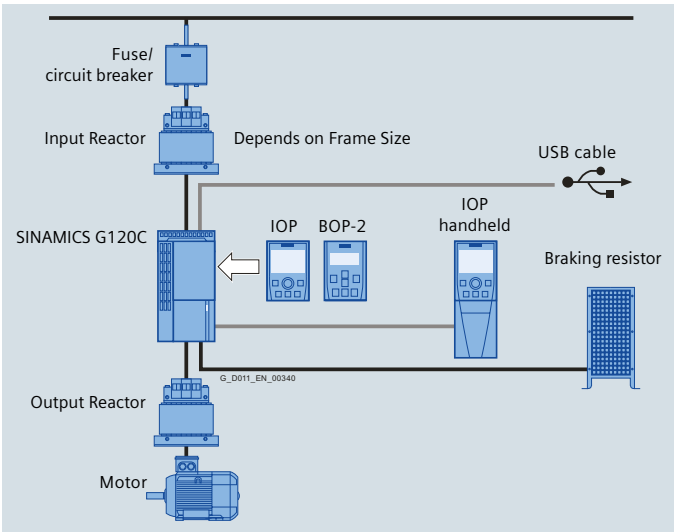 Fuse/
circuit breaker
Input Reactor
Depends on Frame Size
USB cable
SINAMICS G120C
IOP
BOP-2
IOP
handheld
Braking resistor
G_D011_EN_00340
Output Reactor
Motor